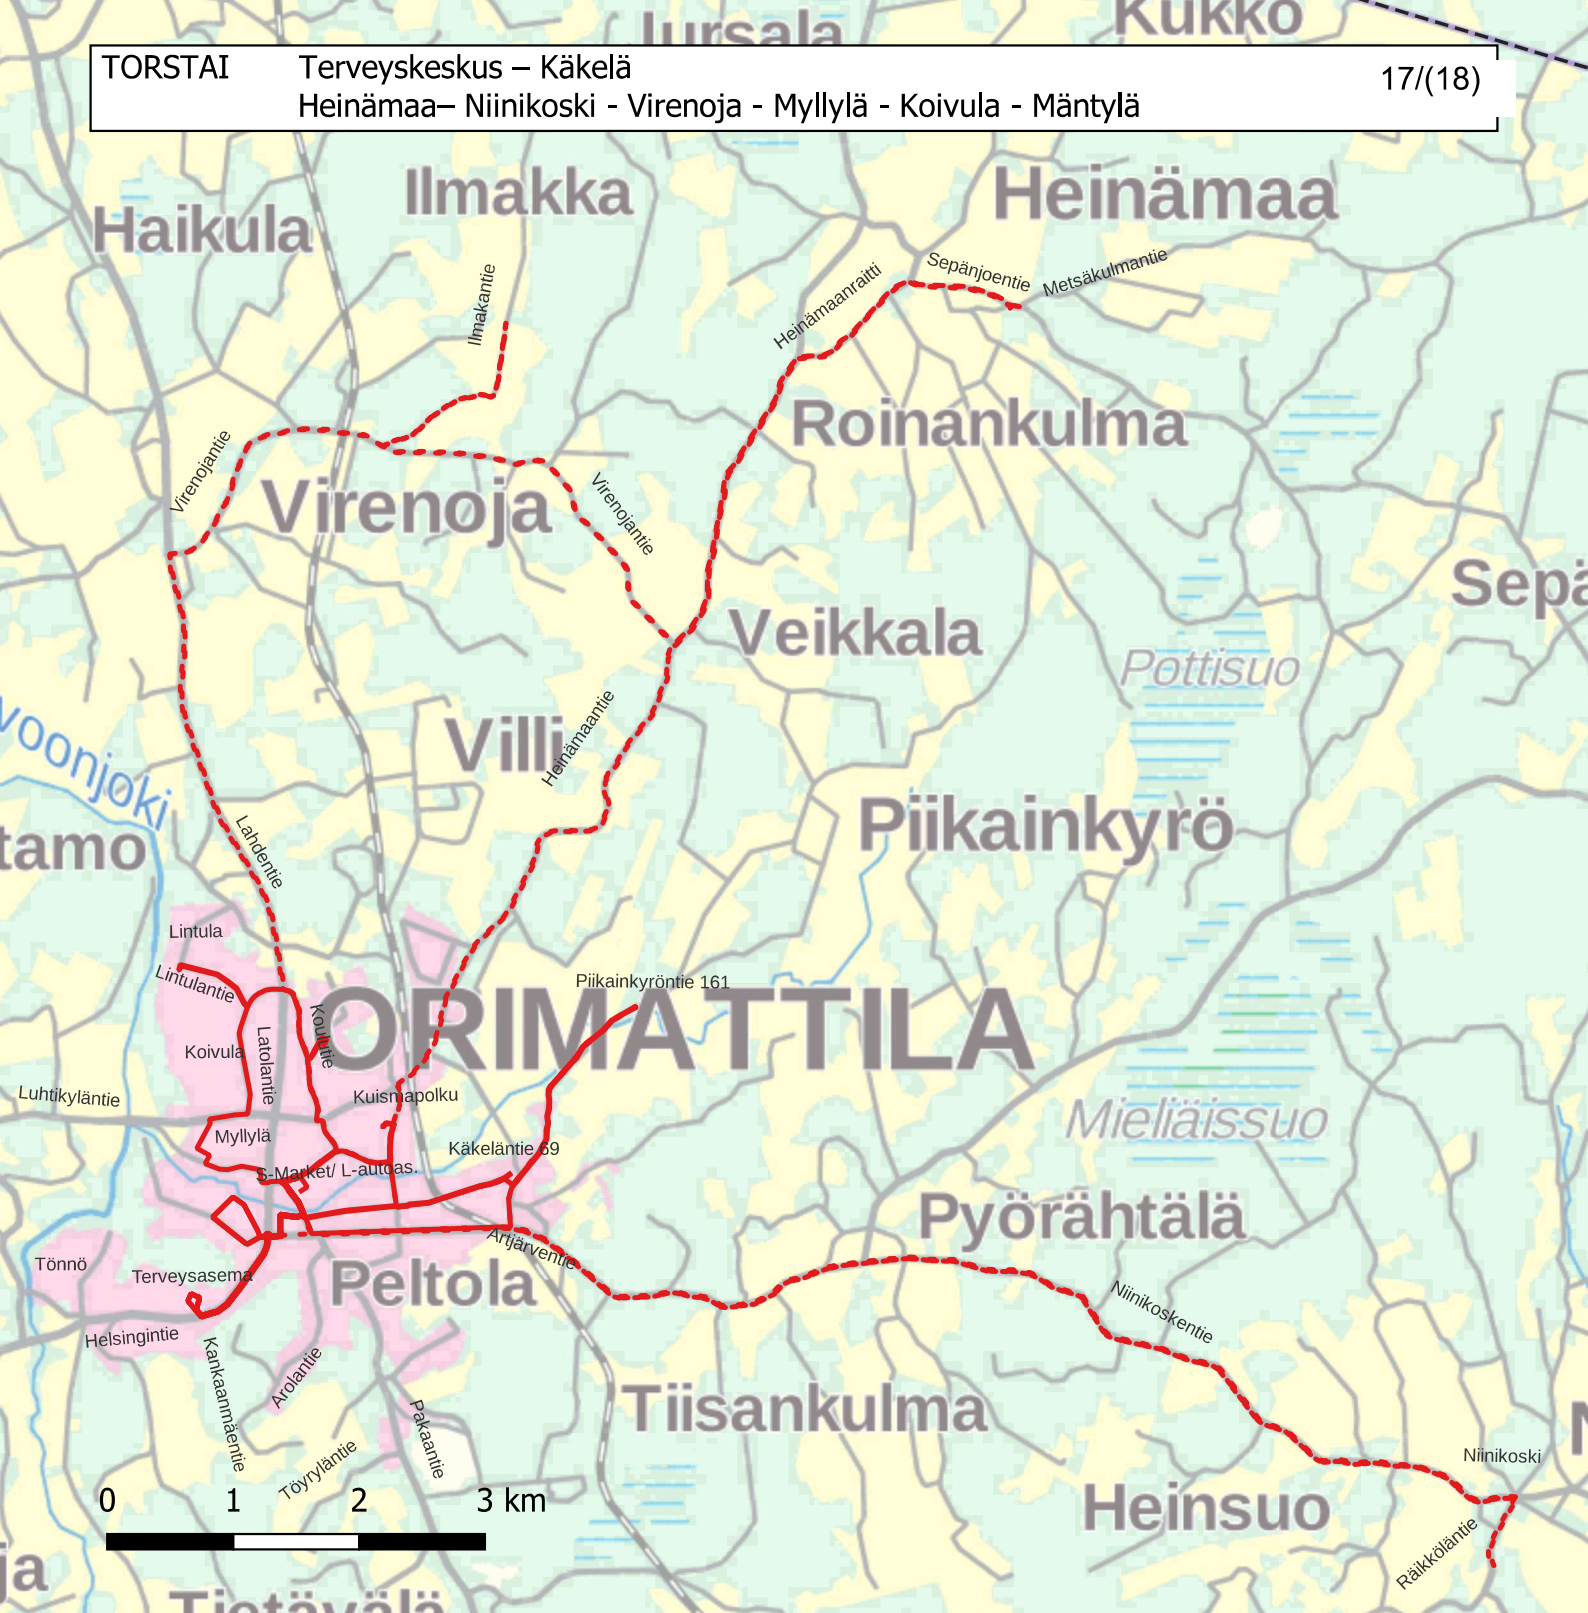 Iursala
Kukko
TORSTAI Terveyskeskus – Käkelä 17/(18)
Heinämaa– Niinikoski - Virenoja - Myllylä - Koivula - Mäntylä
Ilmakka
Heinämaa
Haikula
Ilmakantie
Heinämaanraitti
Sepänjoentie
Metsäkulmantie
Roinankulma
Virenojantie
Virenoja
Virenojantie
Sepä
Veikkala
Pottisuo
voonjoki
Villi
Heinämaantie
Piikainkyrö
tamo
Lahdentie
Lintula
Lintulantie
Piikainkyröntie 161
ORIMATTILA
Koulutie
Latolantie
Koivula
Luhtikyläntie
Kuismapolku
Mieliäissuo
Myllylä
Käkeläntie 69
S-Market/ L-autoas.
Pyörähtälä
Artjärventie
Tönnö
Terveysasema
Peltola
Niinikoskentie
Helsingintie
Kankaanmäentie
Arolantie
Pakaantie
Tiisankulma
N
Töyryläntie
Niinikoski
0 1 2 3 km
Heinsuo
Räikköläntie
ja
Tietävälä